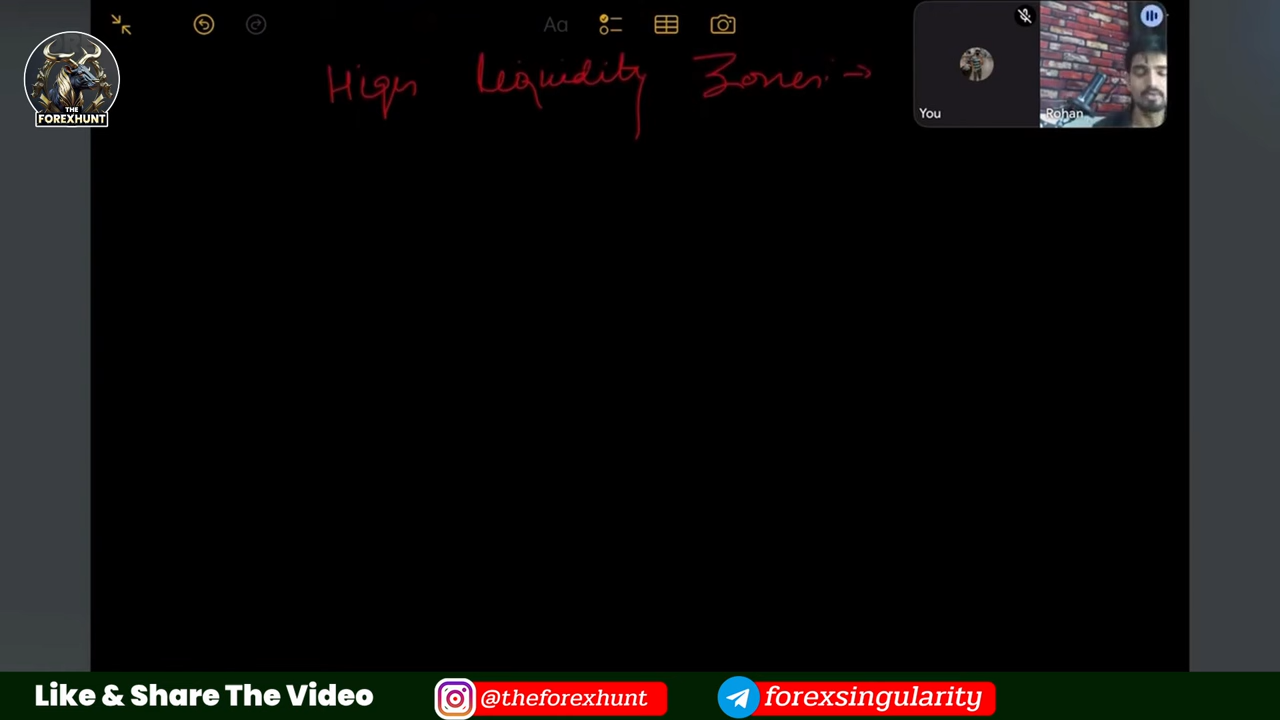 Aa
High Liquidity Zones:→
You
Rohan
THE
FOREXHUNT
Like & Share The Video
@theforexhunt
forexsingularity